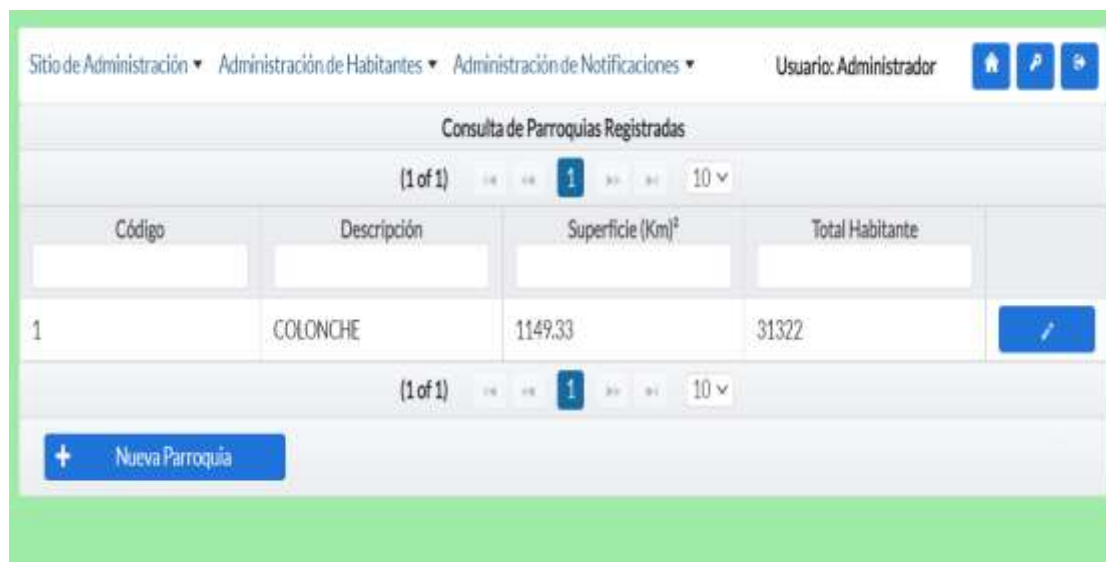 Sitio de Administración ▾ Administración de Habitantes ▾ Administración de Notificaciones ▾ Usuario: Administrador
Consulta de Parroquias Registradas
(1 of 1) 1 10
Código Descripción Superficie (Km)² Total Habitante
1 COLONCHE 1149.33 31322
(1 of 1) 1 10
+ Nueva Parroquia